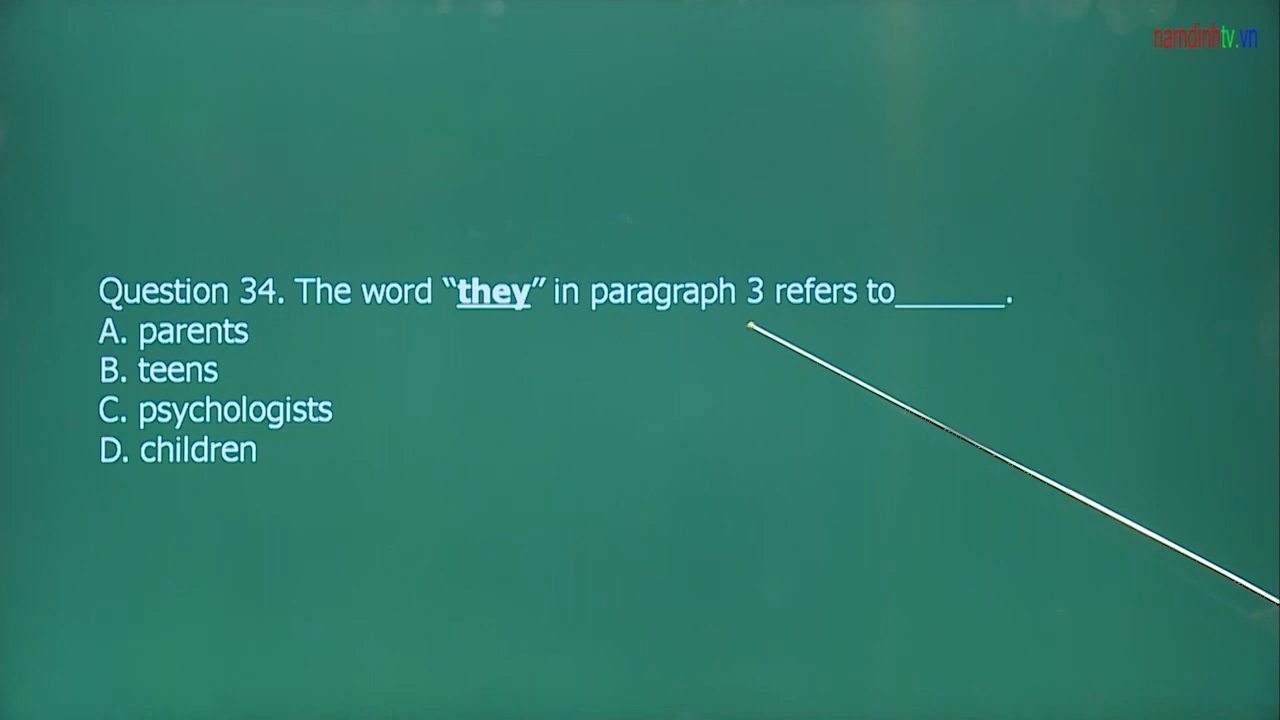 namdinhtv.vn
Question 34. The word “they” in paragraph 3 refers to_______.
A. parents
B. teens
C. psychologists
D. children